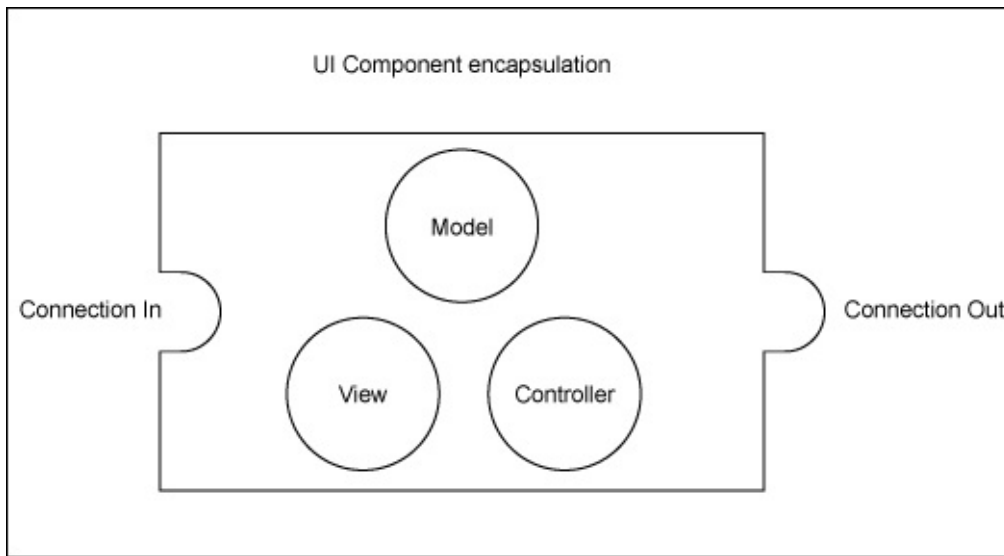 UI Component encapsulation
Model
Connection In
Connection Out
View
Controller